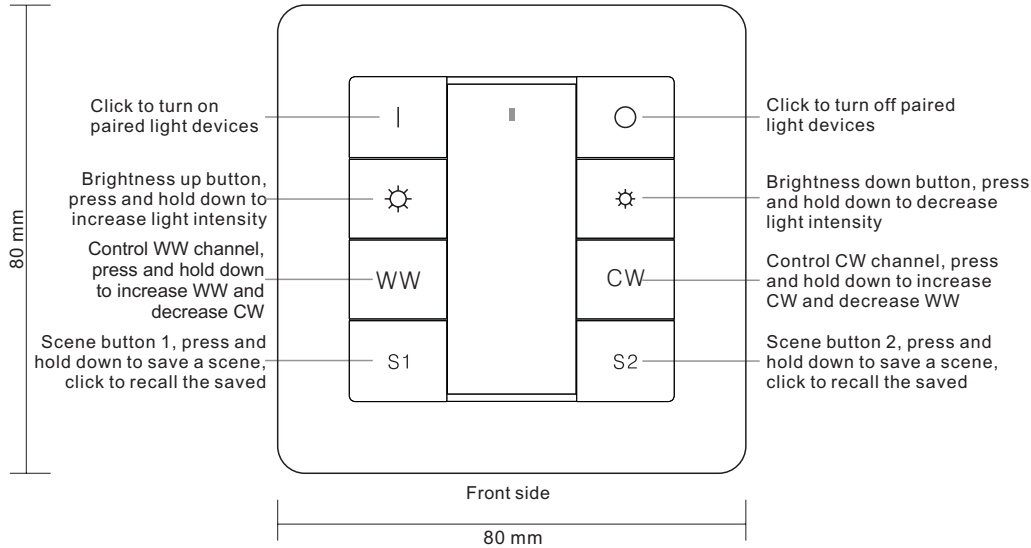 Click to turn on
paired light devices
Brightness up button,
press and hold down to
increase light intensity
Control WW channel,
press and hold down
to increase WW and
decrease CW
Scene button 1, press and
hold down to save a scene,
click to recall the saved
80 mm
I
WW
CW
S1
S2
Click to turn off paired
light devices
Brightness down button, press
and hold down to decrease
light intensity
Control CW channel, press
and hold down to increase
CW and decrease WW
Scene button 2, press and
hold down to save a scene,
click to recall the saved
Front side
80 mm